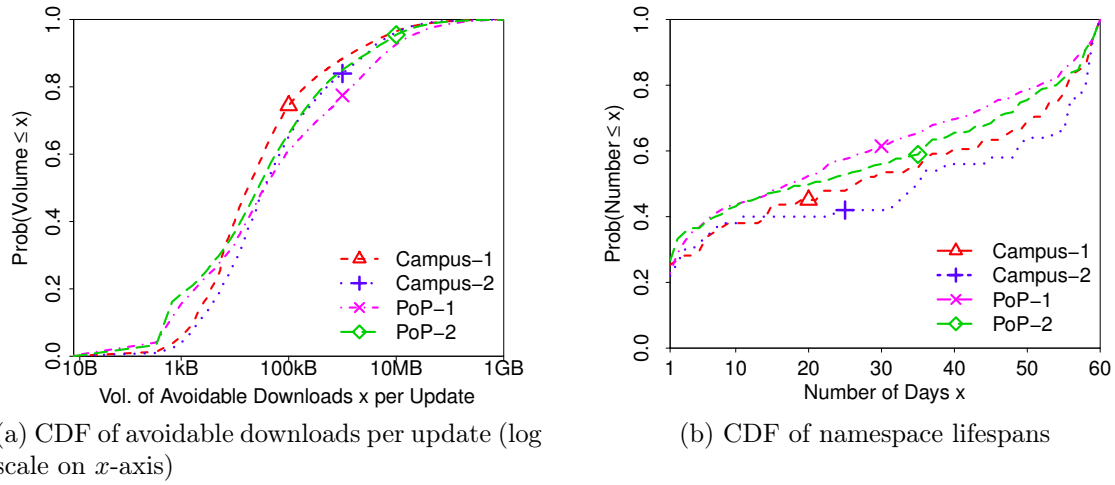 Prob(Volume ≤ x)
1.0
0.8
0.6
0.4
0.2
0.0
10B
1kB
100kB
10MB
1GB
Vol. of Avoidable Downloads x per Update
Campus−1
Campus−2
PoP−1
PoP−2
(a) CDF of avoidable downloads per update (log
scale on x-axis)
Prob(Number ≤ x)
1.0
0.8
0.6
0.4
0.2
0.0
1
10
20
30
40
50
60
Number of Days x
Campus−1
Campus−2
PoP−1
PoP−2
(b) CDF of namespace lifespans